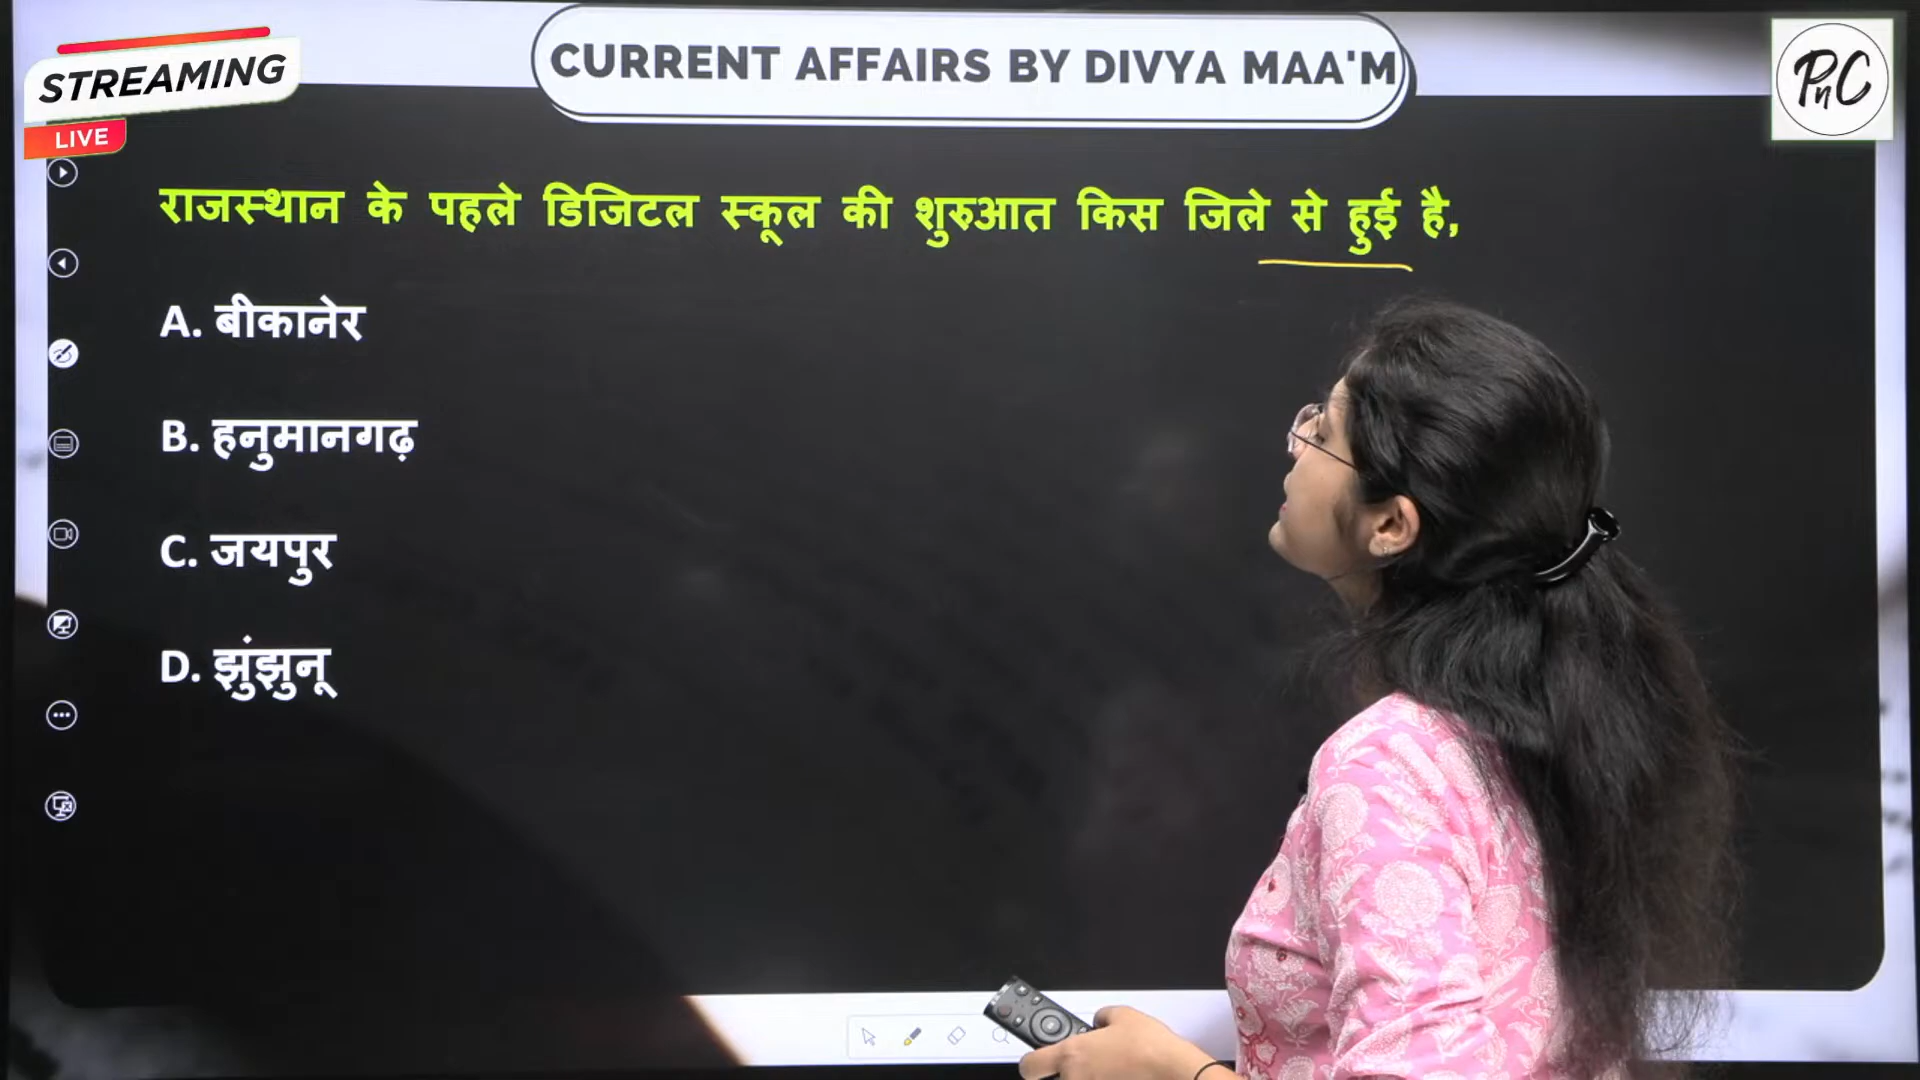 STREAMING
LIVE
CURRENT AFFAIRS BY DIVYA MAA'M
PnC
राजस्थान के पहले डिजिटल स्कूल की शुरुआत किस जिले से हुई है,
A. बीकानेर
B. हनुमानगढ़
C. जयपुर
D. झुंझुनू